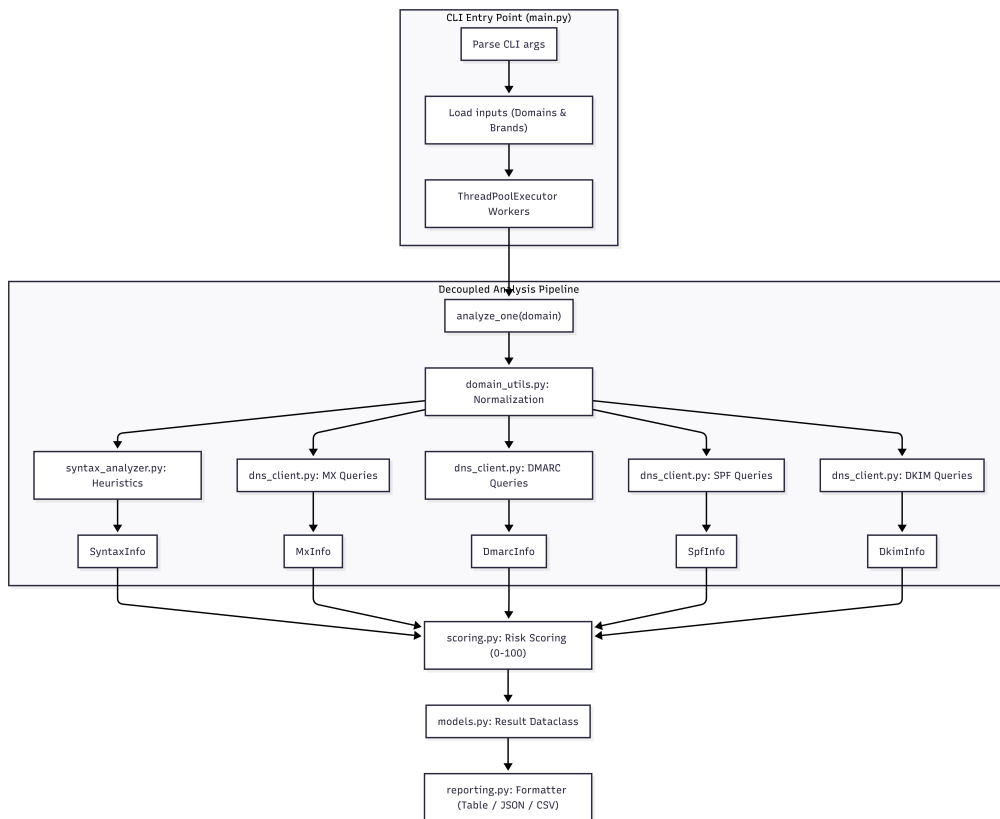 CLI Entry Point (main.py)
Parse CLI args
Load inputs (Domains &
Brands)
ThreadPoolExecutor
Workers
Decoupled Analysis Pipeline
analyze_one(domain)
domain_utils.py:
Normalization
syntax_analyzer.py:
Heuristics
dns_client.py: MX Queries
dns_client.py: DMARC
Queries
dns_client.py: SPF Queries
dns_client.py: DKIM Queries
SyntaxInfo
MxInfo
DmarcInfo
SpfInfo
DkimInfo
scoring.py: Risk Scoring
(0-100)
models.py: Result Dataclass
reporting.py: Formatter
(Table / JSON / CSV)